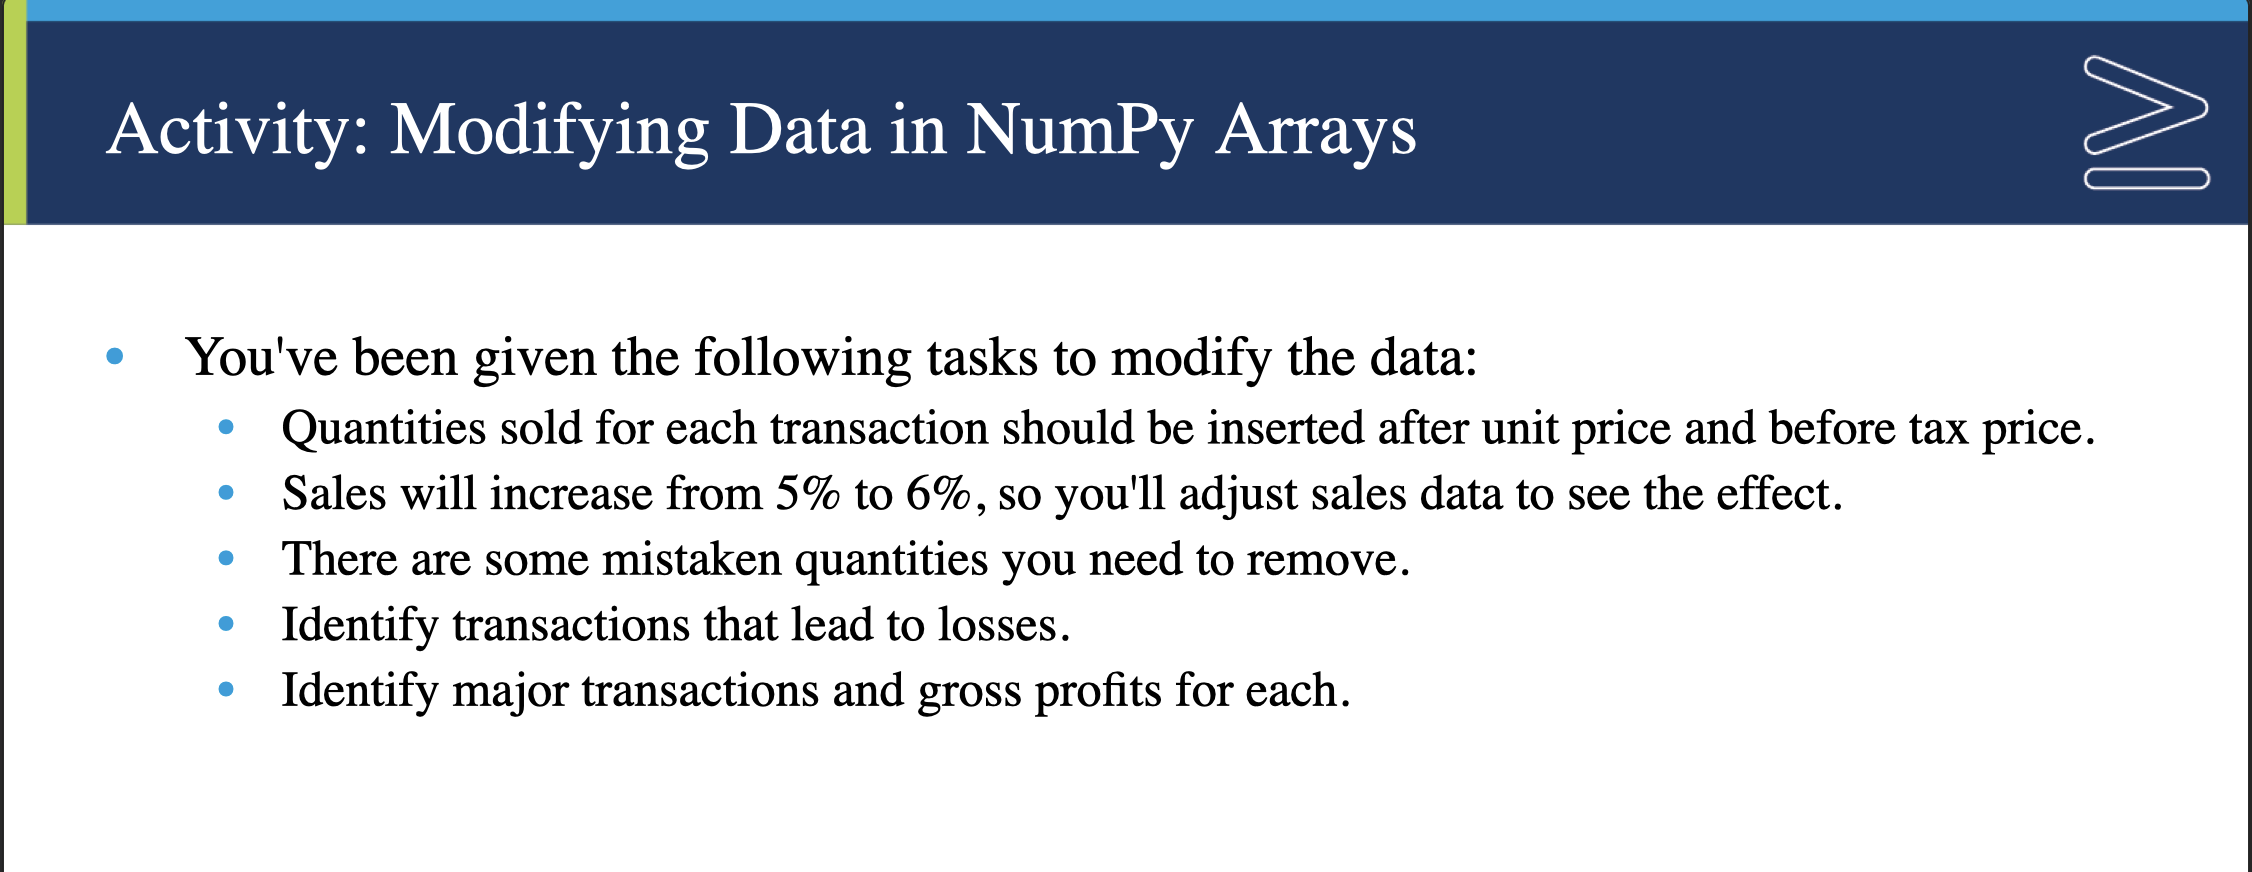 Activity: Modifying Data in NumPy Arrays
You've been given the following tasks to modify the data:
Quantities sold for each transaction should be inserted after unit price and before tax price.
Sales will increase from 5% to 6%, so you'll adjust sales data to see the effect.
There are some mistaken quantities you need to remove.
Identify transactions that lead to losses.
Identify major transactions and gross profits for each.